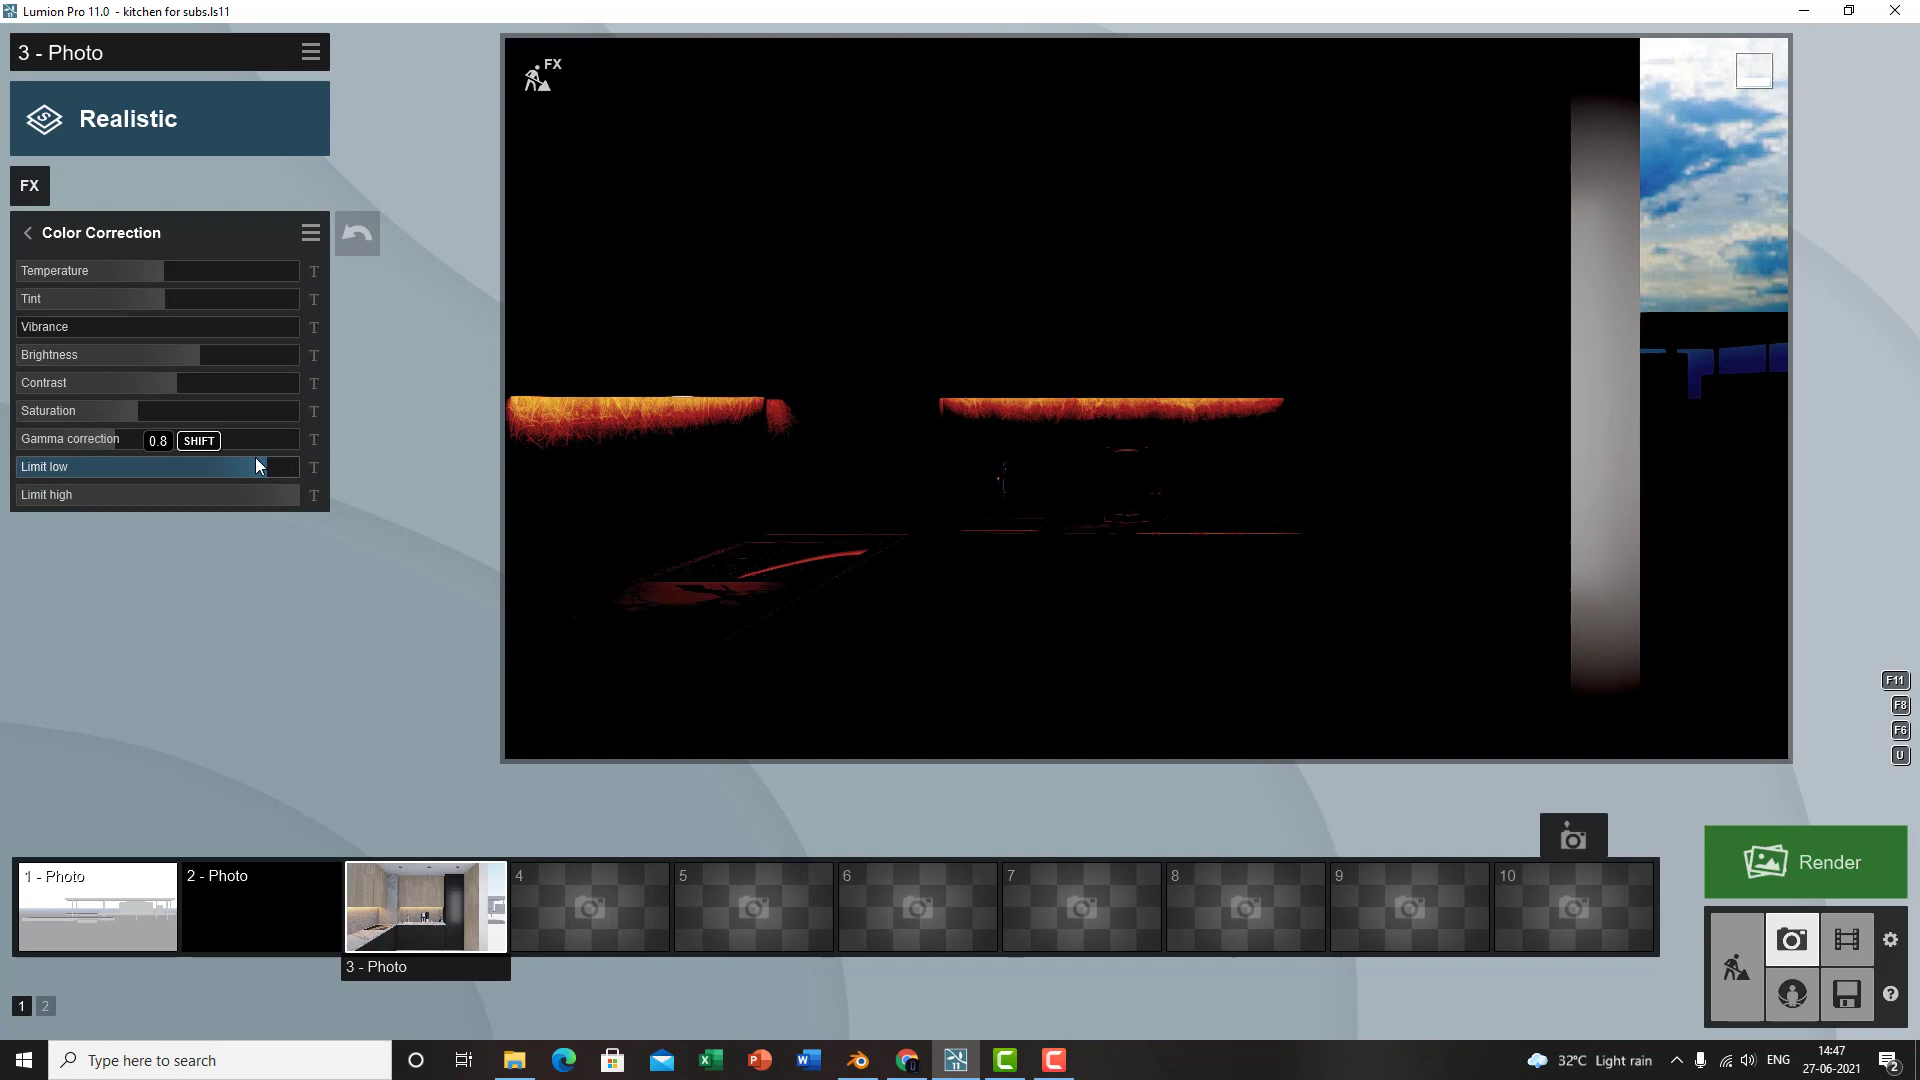 Lumion Pro 11.0 - kitchen for subs.ls11
3 - Photo
Realistic
FX
Color Correction
Temperature T
Tint T
Vibrance T
Brightness T
Contrast T
Saturation T
Gamma correction 0.8 SHIFT T
Limit low T
Limit high T
FX
F11
F8
F6
U
1 - Photo
2 - Photo
3 - Photo
4
5
6
7
8
9
10
Render
1 2
Type here to search
32°C Light rain
ENG
14:47
27-06-2021
2